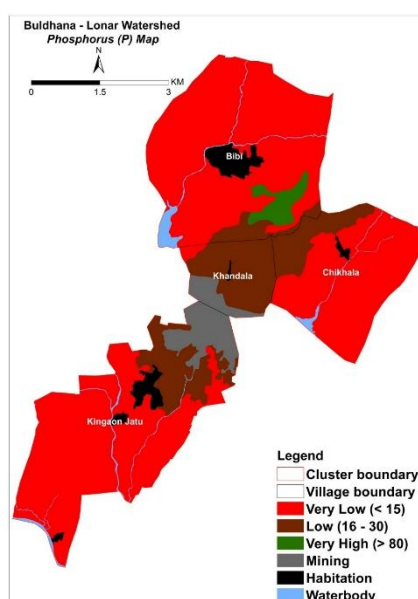 Buldhana - Lonar Watershed
Phosphorus (P) Map
N
KM
0 1.5 3
Bibi
Khandala
Chikhala
Kingaon Jatu
Legend
Cluster boundary
Village boundary
Very Low (< 15)
Low (16 - 30)
Very High (> 80)
Mining
Habitation
Waterbody